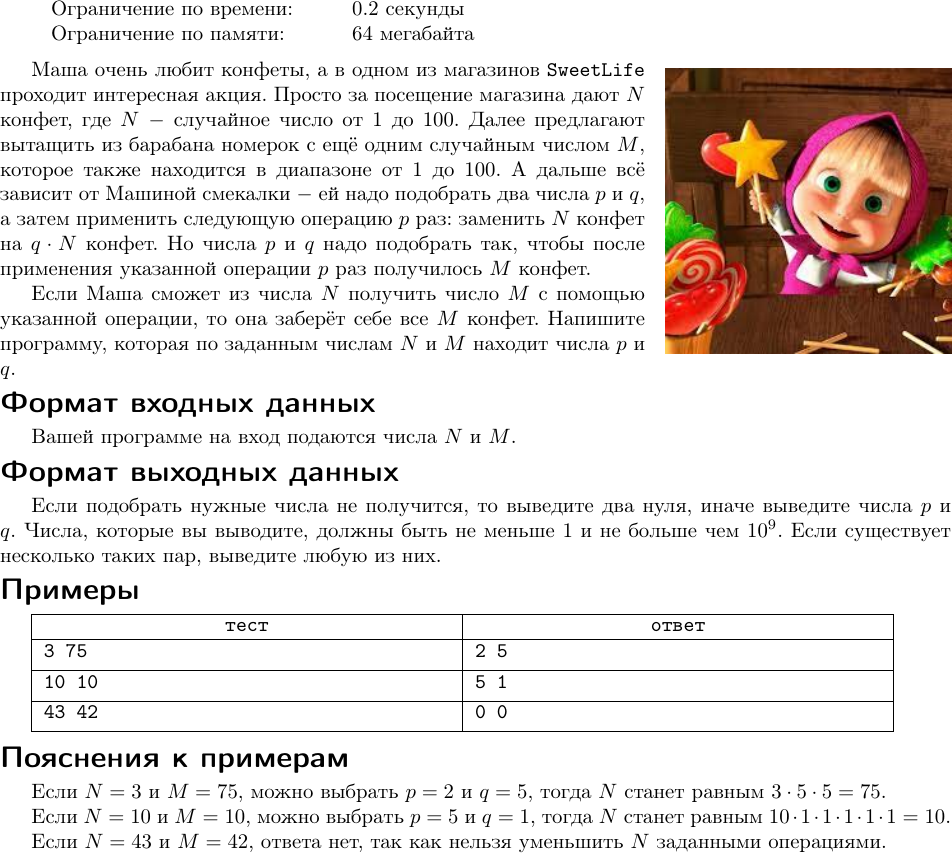 Ограничение по времени: 0.2 секунды
Ограничение по памяти: 64 мегабайта
Маша очень любит конфеты, а в одном из магазинов SweetLife
проходит интересная акция. Просто за посещение магазина дают N
конфет, где N − случайное число от 1 до 100. Далее предлагают
вытащить из барабана номерок с ещё одним случайным числом M,
которое также находится в диапазоне от 1 до 100. А дальше всё
зависит от Машиной смекалки − ей надо подобрать два числа p и q,
а затем применить следующую операцию p раз: заменить N конфет
на q · N конфет. Но числа p и q надо подобрать так, чтобы после
применения указанной операции p раз получилось M конфет.
Если Маша сможет из числа N получить число M с помощью
указанной операции, то она заберёт себе все M конфет. Напишите
программу, которая по заданным числам N и M находит числа p и
q.
Формат входных данных
Вашей программе на вход подаются числа N и M.
Формат выходных данных
Если подобрать нужные числа не получится, то выведите два нуля, иначе выведите числа p и
q. Числа, которые вы выводите, должны быть не меньше 1 и не больше чем 10⁹. Если существует
несколько таких пар, выведите любую из них.
Примеры
тест ответ
3 75 2 5
10 10 5 1
43 42 0 0
Пояснения к примерам
Если N = 3 и M = 75, можно выбрать p = 2 и q = 5, тогда N станет равным 3 · 5 · 5 = 75.
Если N = 10 и M = 10, можно выбрать p = 5 и q = 1, тогда N станет равным 10 · 1 · 1 · 1 · 1 · 1 = 10.
Если N = 43 и M = 42, ответа нет, так как нельзя уменьшить N заданными операциями.